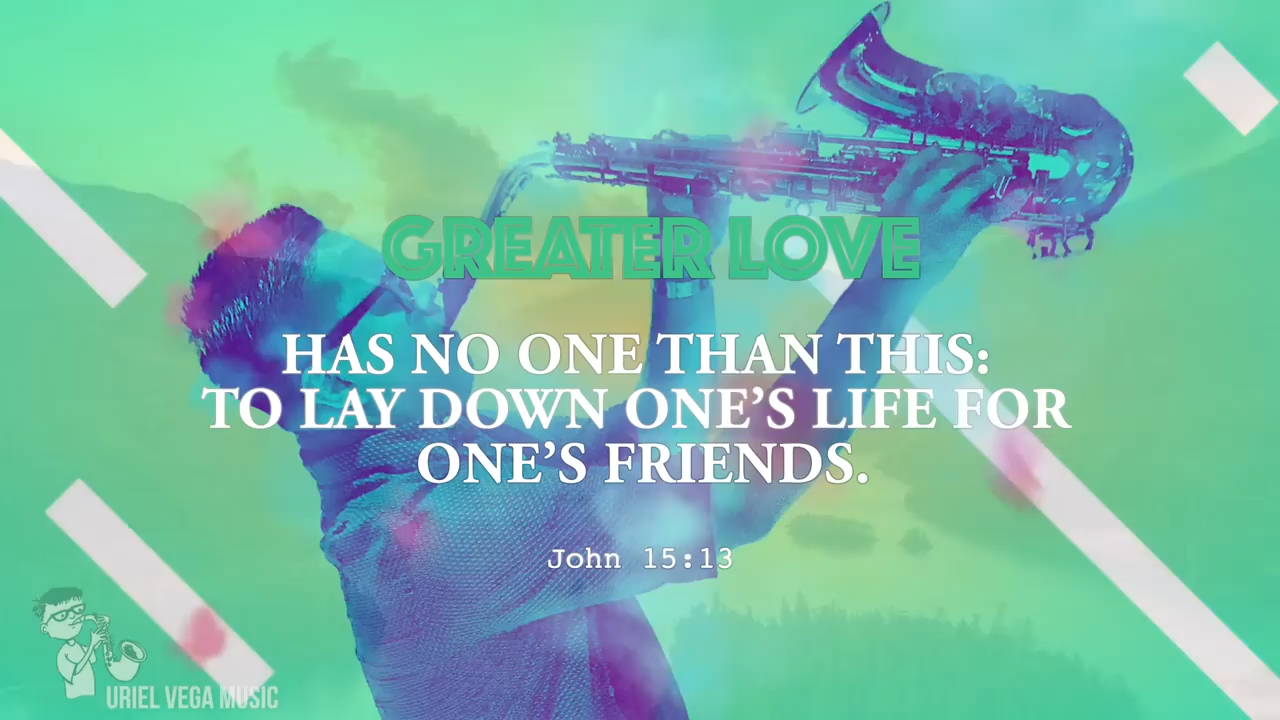 GREATER LOVE
HAS NO ONE THAN THIS:
TO LAY DOWN ONE’S LIFE FOR
ONE’S FRIENDS.
John 15:13
URIEL VEGA MUSIC